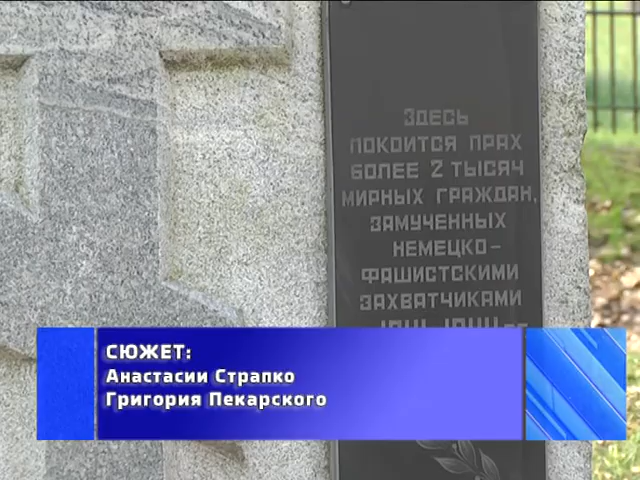 ЗДЕСЬ
ПОКОИТСЯ ПРАХ
БОЛЕЕ 2 ТЫСЯЧ
МИРНЫХ ГРАЖДАН,
ЗАМУЧЕННЫХ
НЕМЕЦКО-
ФАШИСТСКИМИ
ЗАХВАТЧИКАМИ
СЮЖЕТ:
Анастасии Страпко
Григория Пекарского